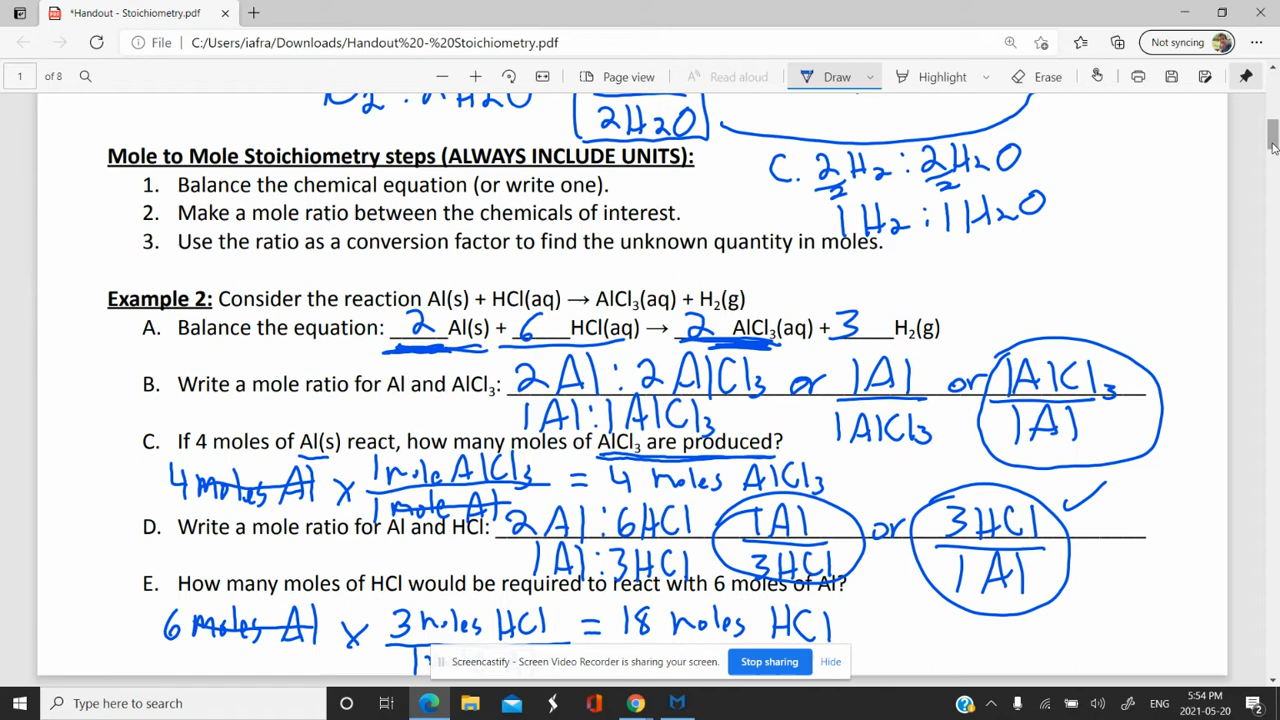 *Handout - Stoichiometry.pdf
File C:/Users/iafra/Downloads/Handout%20-%20Stoichiometry.pdf Not syncing
1 of 8 Page view Read aloud Draw Highlight Erase
2H2O
Mole to Mole Stoichiometry steps (ALWAYS INCLUDE UNITS):
C. 2H2 : 2H2O
2 2
1. Balance the chemical equation (or write one).
2. Make a mole ratio between the chemicals of interest.
1H2 : 1H2O
3. Use the ratio as a conversion factor to find the unknown quantity in moles.
Example 2: Consider the reaction Al(s) + HCl(aq) → AlCl3(aq) + H2(g)
A. Balance the equation: 2 Al(s) + 6 HCl(aq) → 2 AlCl3(aq) + 3 H2(g)
B. Write a mole ratio for Al and AlCl3: 2Al : 2AlCl3 or 1Al or 1AlCl3
1Al : 1AlCl3 1AlCl3 1Al
C. If 4 moles of Al(s) react, how many moles of AlCl3 are produced?
4 moles Al x 1 mole AlCl3 = 4 moles AlCl3
1 mole Al
D. Write a mole ratio for Al and HCl: 2Al : 6HCl 1Al or 3HCl ✓
1Al : 3HCl 3HCl 1Al
E. How many moles of HCl would be required to react with 6 moles of Al?
6 moles Al x 3 moles HCl = 18 moles HCl
Screencastify - Screen Video Recorder is sharing your screen. Stop sharing Hide
Type here to search ENG 5:54 PM
2021-05-20 2